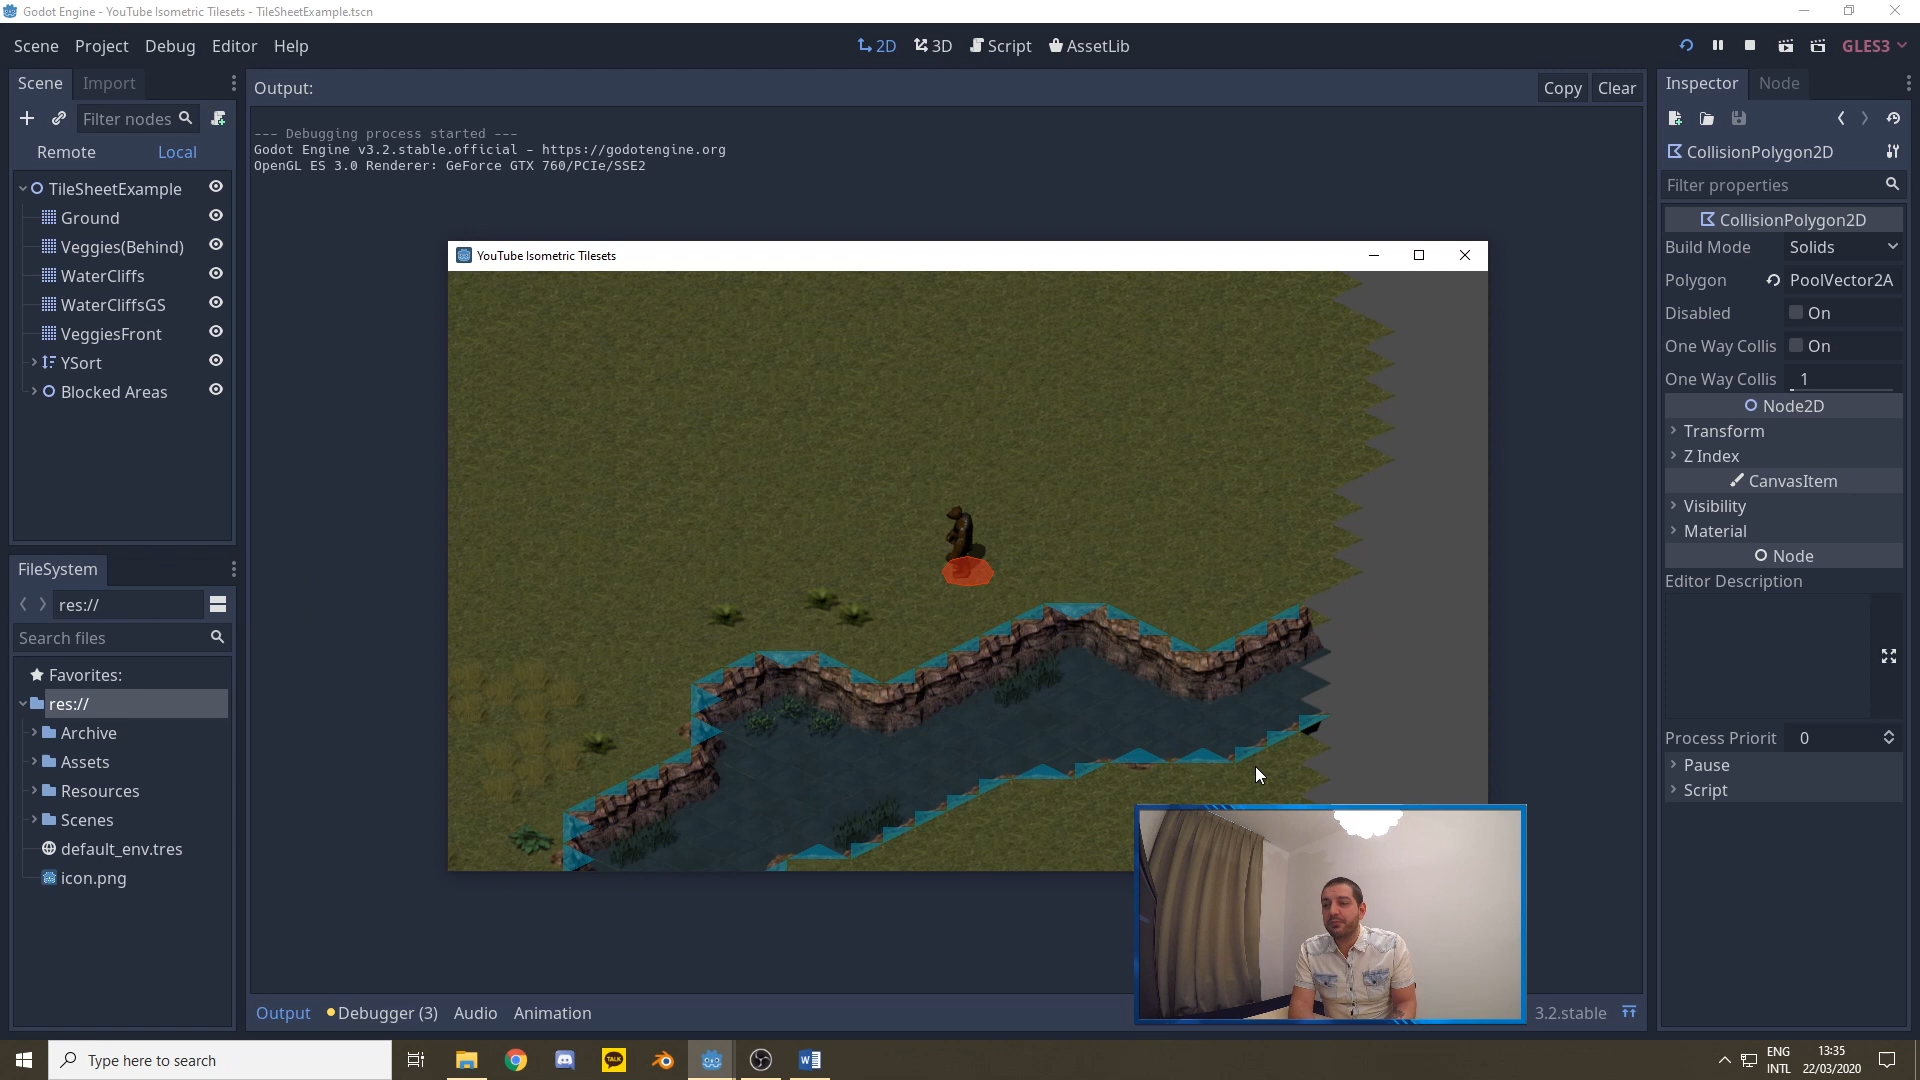 Godot Engine - YouTube Isometric Tilesets - TileSheetExample.tscn
Scene Project Debug Editor Help
2D 3D Script AssetLib
GLES3
Scene Import
Filter nodes
Remote Local
TileSheetExample
Ground
Veggies(Behind)
WaterCliffs
WaterCliffsGS
VeggiesFront
YSort
Blocked Areas
FileSystem
res://
Search files
Favorites:
res://
Archive
Assets
Resources
Scenes
default_env.tres
icon.png
Output:
Copy Clear
--- Debugging process started ---
Godot Engine v3.2.stable.official - https://godotengine.org
OpenGL ES 3.0 Renderer: GeForce GTX 760/PCIe/SSE2
YouTube Isometric Tilesets
Output Debugger (3) Audio Animation
3.2.stable
Inspector Node
CollisionPolygon2D
Filter properties
CollisionPolygon2D
Build Mode Solids
Polygon PoolVector2A
Disabled On
One Way Collis On
One Way Collis 1
Node2D
Transform
Z Index
CanvasItem
Visibility
Material
Node
Editor Description
Process Priorit 0
Pause
Script
Type here to search
TALK
ENG
INTL
13:35
22/03/2020